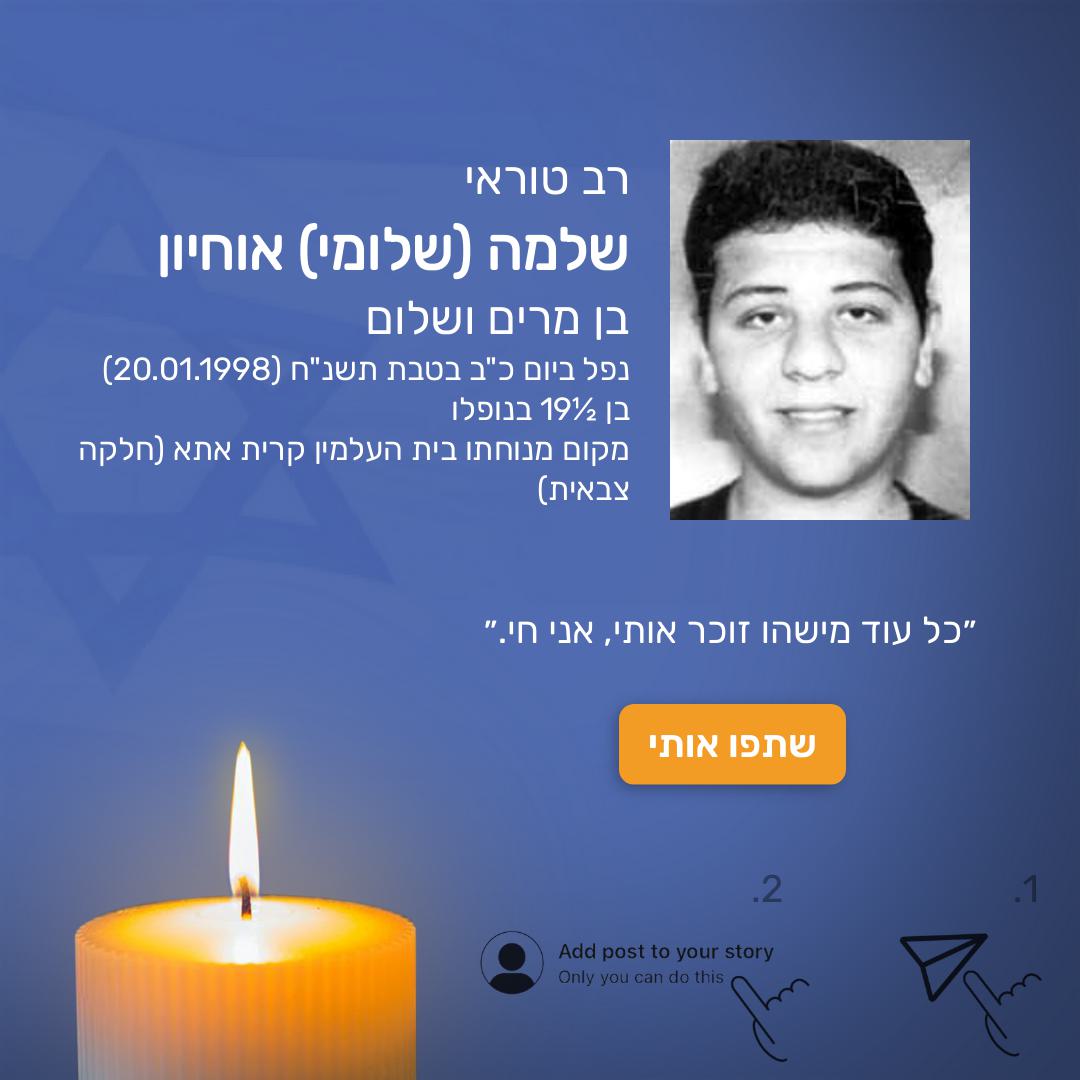 רב טוראי
שלמה (שלומי) אוחיון
בן מרים ושלום
נפל ביום כ"ב בטבת תשנ"ח (20.01.1998)
בן 19½ בנופלו
מקום מנוחתו בית העלמין קרית אתא (חלקה
צבאית)
״כל עוד מישהו זוכר אותי, אני חי.״
שתפו אותי
.1
.2
Add post to your story
Only you can do this